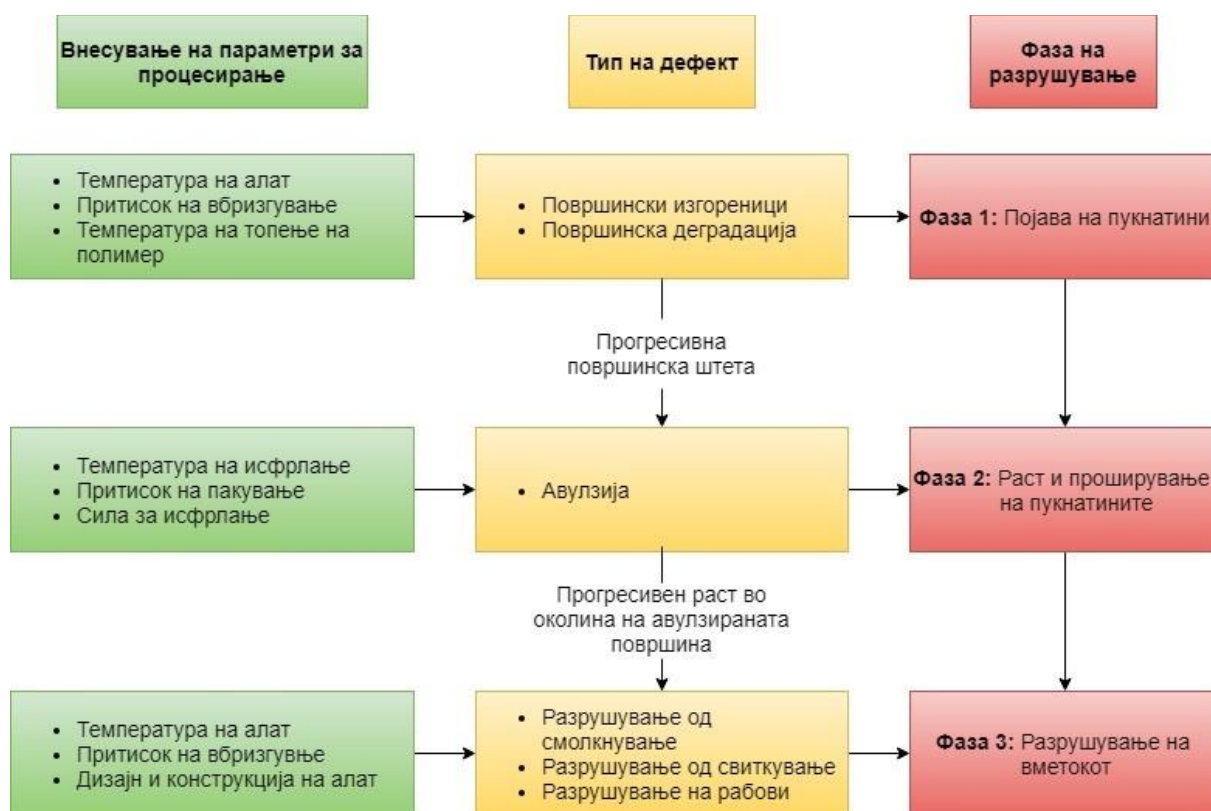 Внесување на параметри за
процесирање
Тип на дефект
Фаза на
разрушување
• Температура на алат
• Притисок на вбризгување
• Температура на топење на
полимер
• Површински изгореници
• Површинска деградација
Фаза 1: Појава на пукнатини
Прогресивна
површинска штета
• Температура на исфрлање
• Притисок на пакување
• Сила за исфрлање
• Авулзија
Фаза 2: Раст и проширување
на пукнатините
Прогресивен раст во
околина на авулзираната
површина
• Температура на алат
• Притисок на вбризгувње
• Дизајн и конструкција на алат
• Разрушување од
смолкнување
• Разрушување од свиткување
• Разрушување на рабови
Фаза 3: Разрушување на
вметокот